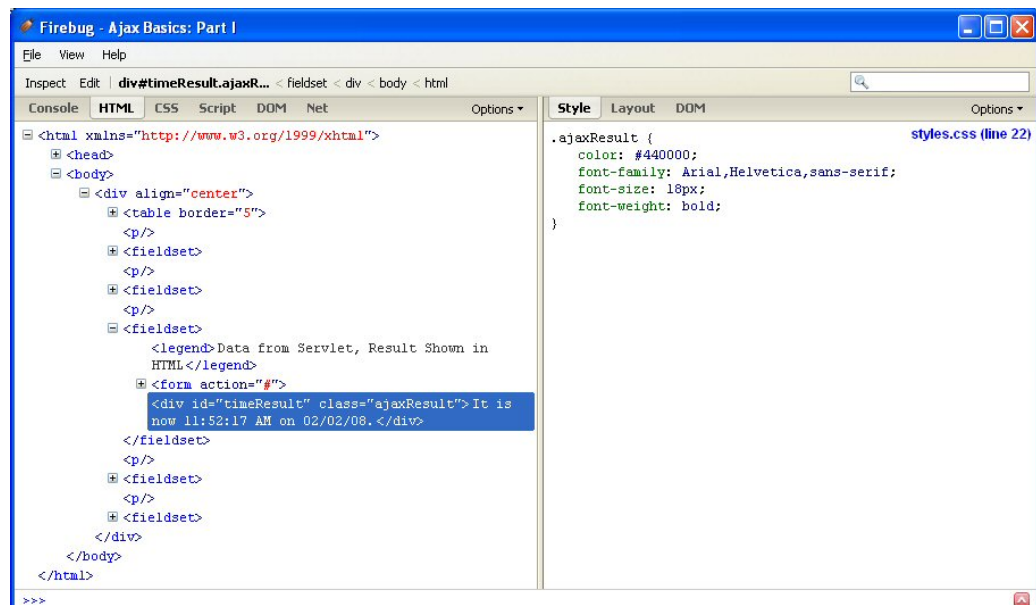 Firebug - Ajax Basics: Part I
File View Help
Inspect Edit | div#timeResult.ajaxR... < fieldset < div < body < html
Console HTML CSS Script DOM Net Options
<html xmlns="http://www.w3.org/1999/xhtml">
<head>
<body>
<div align="center">
<table border="5">
<p/>
<fieldset>
<p/>
<fieldset>
<p/>
<fieldset>
<legend>Data from Servlet, Result Shown in
HTML</legend>
<form action="#">
<div id="timeResult" class="ajaxResult">It is
now 11:52:17 AM on 02/02/08.</div>
</fieldset>
<p/>
<fieldset>
<p/>
<fieldset>
</div>
</body>
</html>
>>>
Style Layout DOM Options
.ajaxResult { styles.css (line 22)
color: #440000;
font-family: Arial,Helvetica,sans-serif;
font-size: 18px;
font-weight: bold;
}